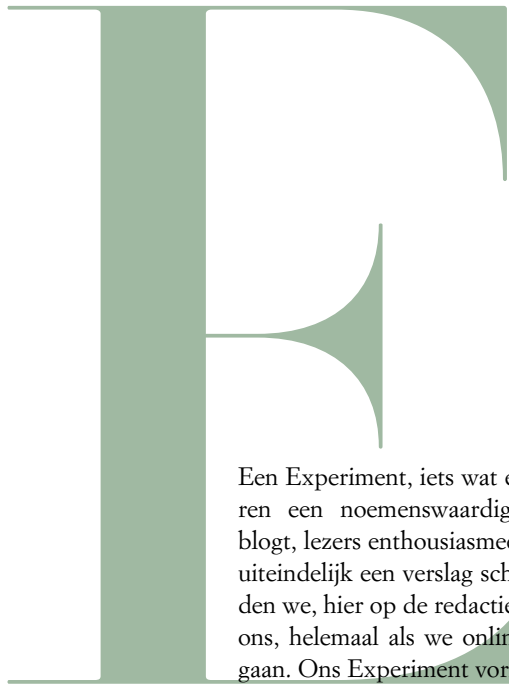 E
Een Experiment, iets wat
ren een noemenswaardig
blogt, lezers
uiteindelijk een verslag
den we, hier op de redactie
ons, helemaal als we
gaan. Ons Experiment